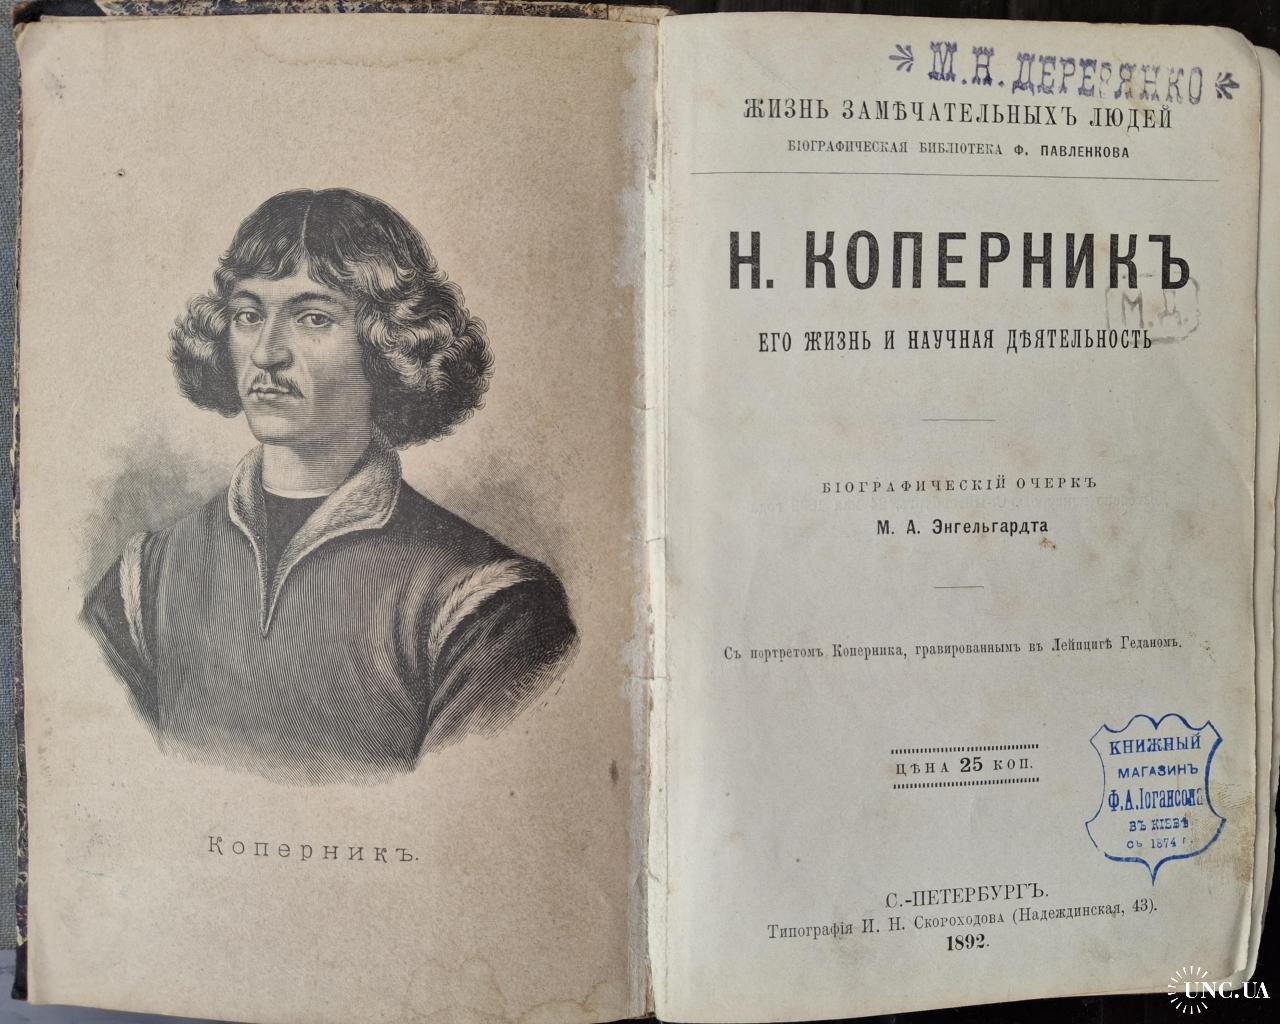 Коперникъ.
М.Н. ДЕРЕВЯНКО
ЖИЗНЬ ЗАМѢЧАТЕЛЬНЫХЪ ЛЮДЕЙ
БІОГРАФИЧЕСКАЯ БИБЛІОТЕКА Ф. ПАВЛЕНКОВА
Н. КОПЕРНИКЪ
М.Д.
ЕГО ЖИЗНЬ И НАУЧНАЯ ДѢЯТЕЛЬНОСТЬ
БІОГРАФИЧЕСКІЙ ОЧЕРКЪ
М. А. Энгельгардта
Съ портретомъ Коперника, гравированнымъ въ Лейпцигѣ Геданомъ.
ЦѢНА 25 КОП.
КНИЖНЫЙ
МАГАЗИНЪ
Ф.А.Іогансона
ВЪ КІЕВѢ
СЪ 1874 Г.
С.-ПЕТЕРБУРГЪ.
Типографія И. Н. Скороходова (Надеждинская, 43).
1892.
UNC.UA